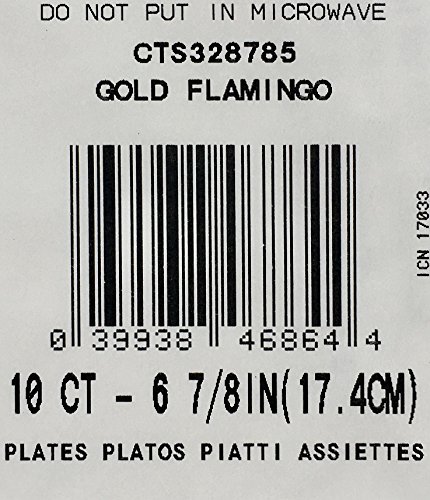 DO NOT PUT IN MICROWAVE
CTS328785
GOLD FLAMINGO
0 39938 46864 4
ICN 17033
10 CT - 6 7/8IN(17.4CM)
PLATES PLATOS PIATTI ASSIETTES